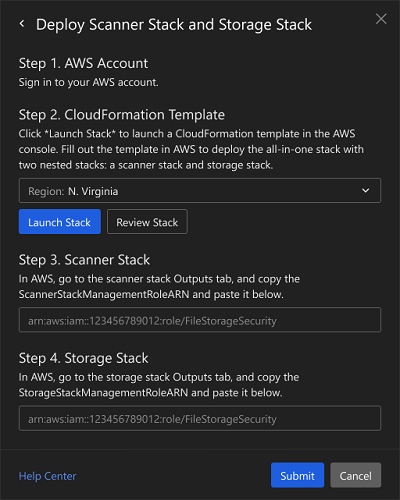 Deploy Scanner Stack and Storage Stack
Step 1. AWS Account
Sign in to your AWS account.
Step 2. CloudFormation Template
Click *Launch Stack* to launch a CloudFormation template in the AWS
console. Fill out the template in AWS to deploy the all-in-one stack with
two nested stacks: a scanner stack and storage stack.
Region: N. Virginia
Launch Stack Review Stack
Step 3. Scanner Stack
In AWS, go to the scanner stack Outputs tab, and copy the
ScannerStackManagementRoleARN and paste it below.
arn:aws:iam::123456789012:role/FileStorageSecurity
Step 4. Storage Stack
In AWS, go to the storage stack Outputs tab, and copy the
StorageStackManagementRoleARN and paste it below.
arn:aws:iam::123456789012:role/FileStorageSecurity
Help Center Submit Cancel